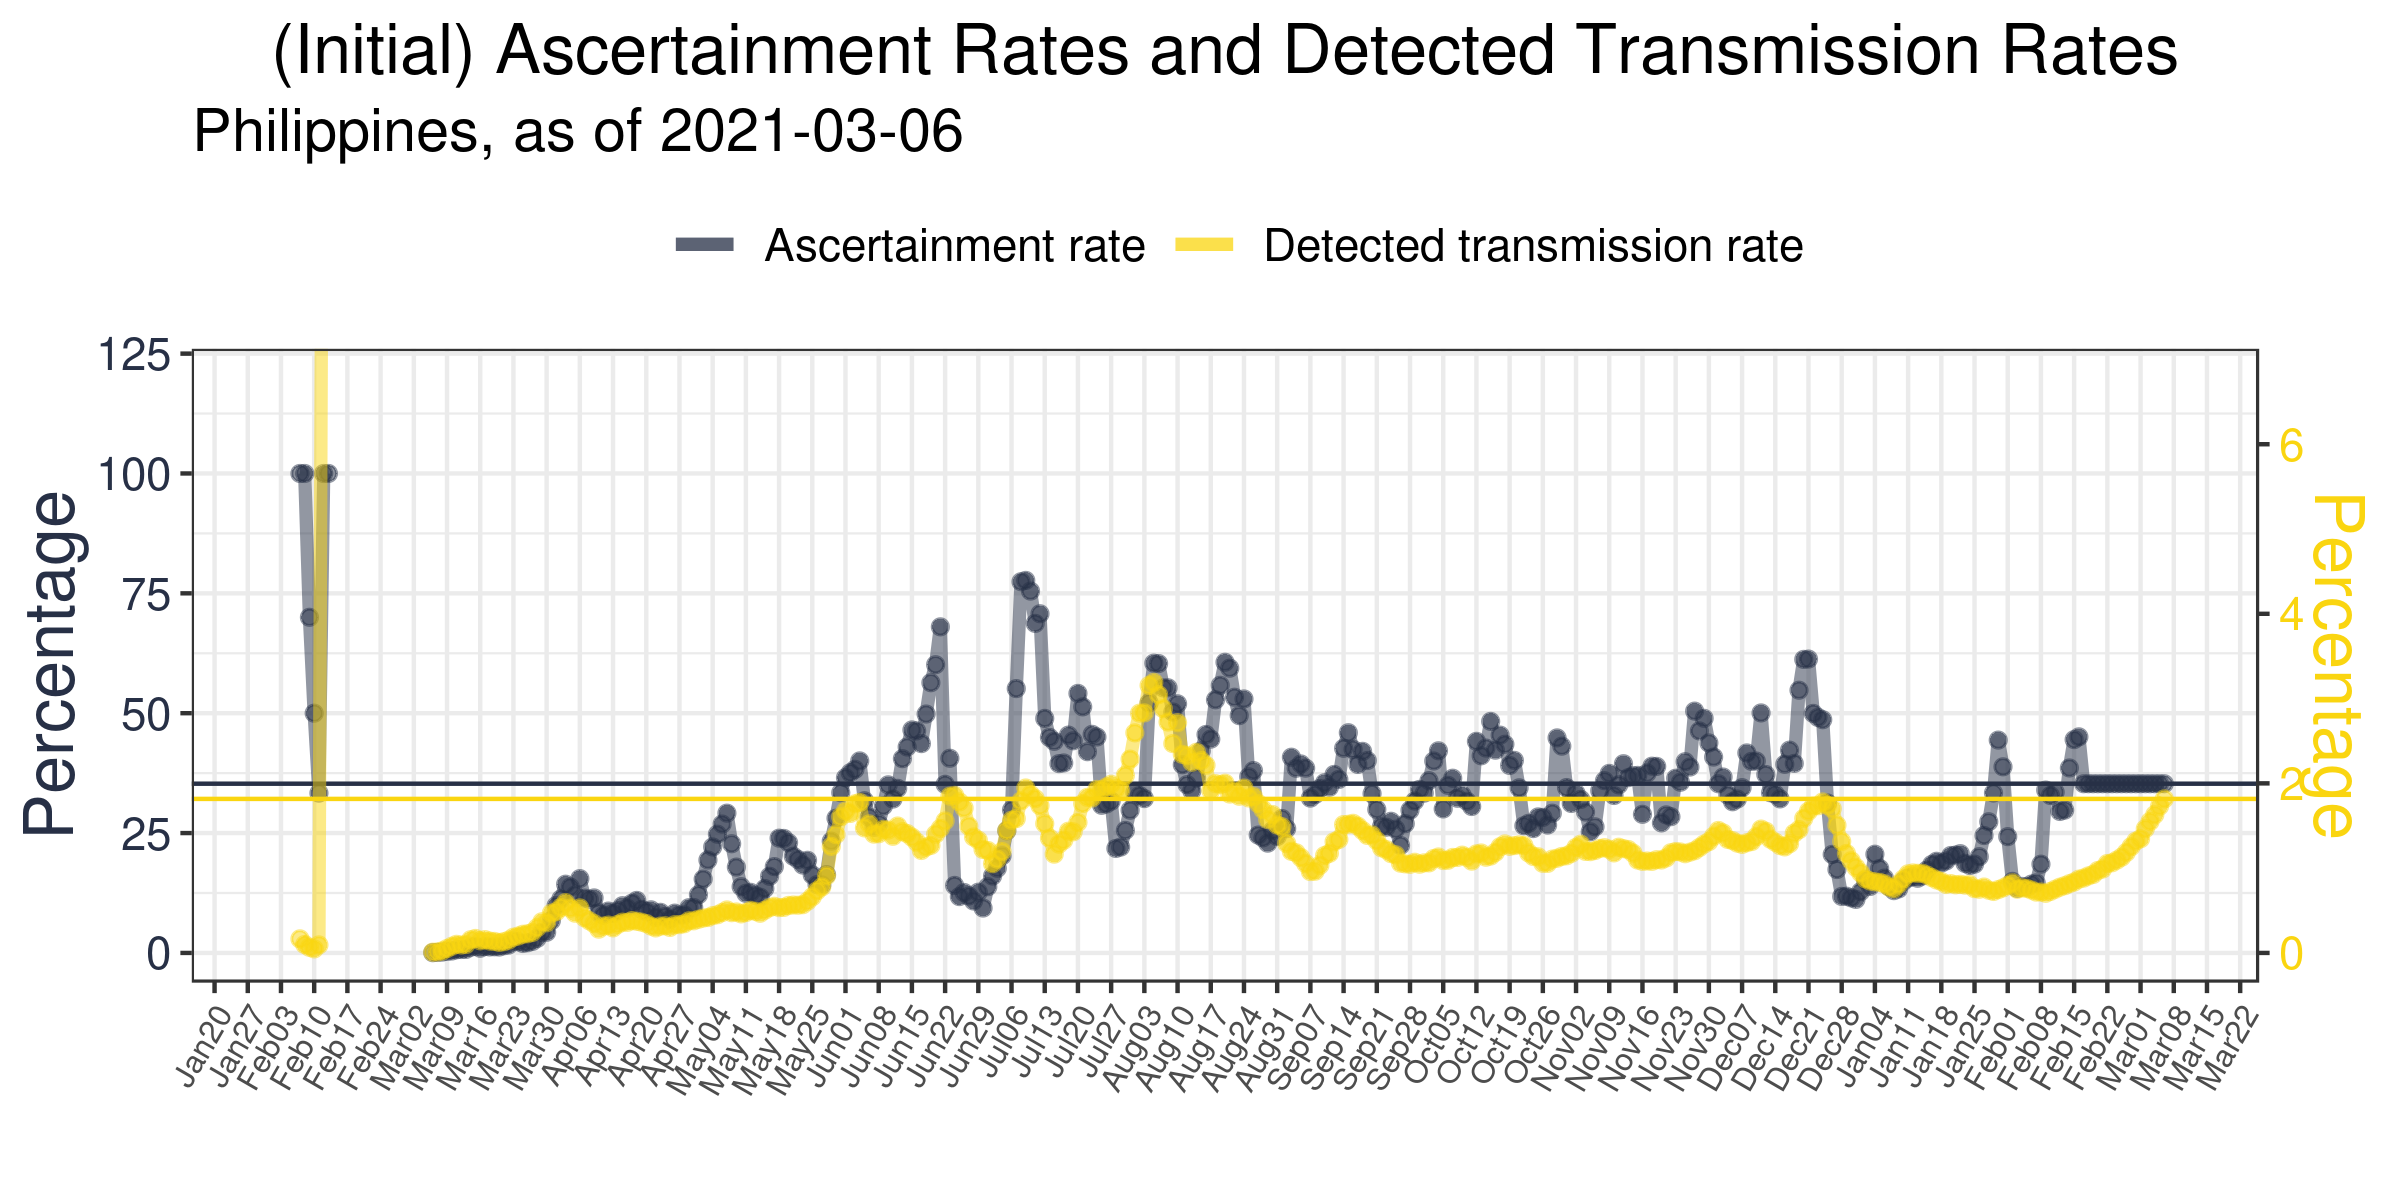 (Initial) Ascertainment Rates and Detected Transmission Rates
Philippines, as of 2021-03-06
Ascertainment rate
Detected transmission rate
Percentage
125
100
75
50
25
0
6
4
2
0
Percentage
Jan20
Jan27
Feb03
Feb10
Feb17
Feb24
Mar02
Mar09
Mar16
Mar23
Mar30
Apr06
Apr13
Apr20
Apr27
May04
May11
May18
May25
Jun01
Jun08
Jun15
Jun22
Jun29
Jul06
Jul13
Jul20
Jul27
Aug03
Aug10
Aug17
Aug24
Aug31
Sep07
Sep14
Sep21
Sep28
Oct05
Oct12
Oct19
Oct26
Nov02
Nov09
Nov16
Nov23
Nov30
Dec07
Dec14
Dec21
Dec28
Jan04
Jan11
Jan18
Jan25
Feb01
Feb08
Feb15
Feb22
Mar01
Mar08
Mar15
Mar22